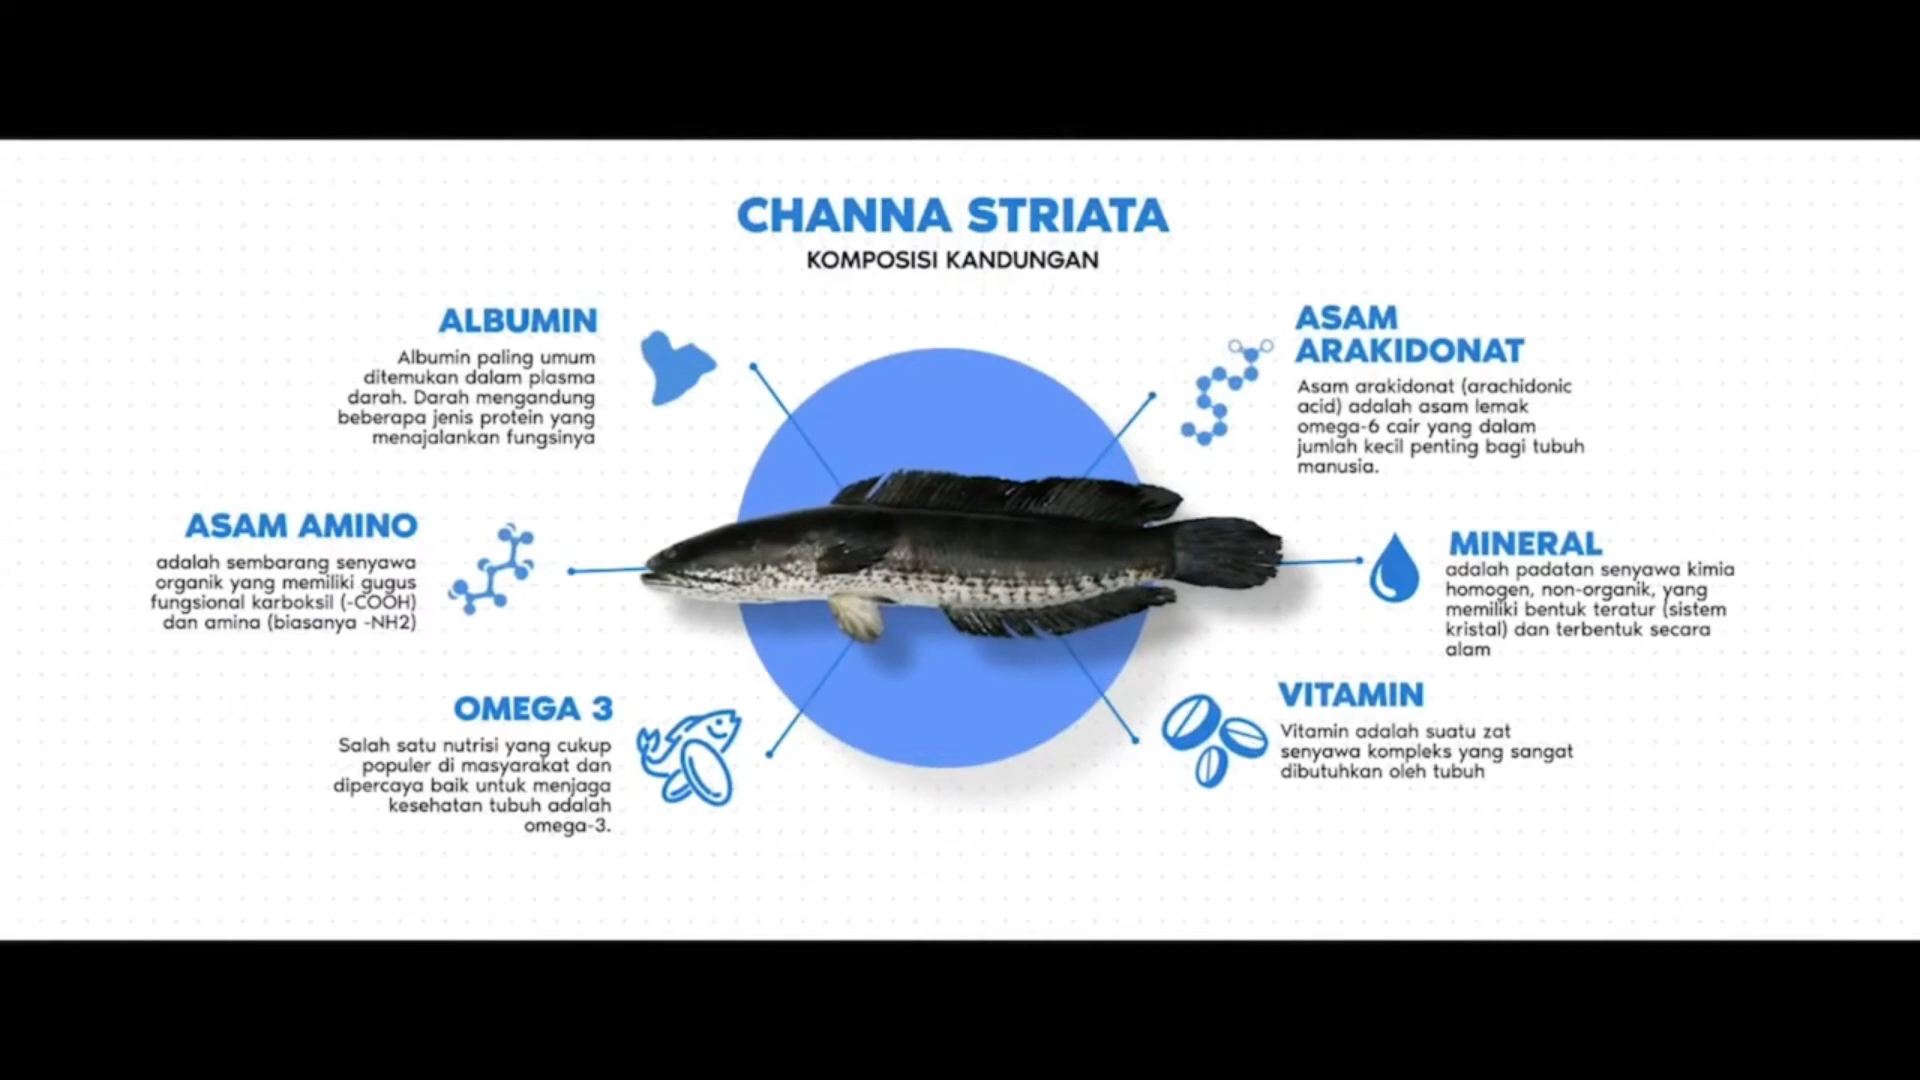 CHANNA STRIATA
KOMPOSISI KANDUNGAN
ALBUMIN
Albumin paling umum
ditemukan dalam plasma
darah. Darah mengandung
beberapa jenis protein yang
menajalankan fungsinya
ASAM AMINO
adalah sembarang senyawa
organik yang memiliki gugus
fungsional karboksil (-COOH)
dan amina (biasanya -NH2)
OMEGA 3
Salah satu nutrisi yang cukup
populer di masyarakat dan
dipercaya baik untuk menjaga
kesehatan tubuh adalah
omega-3.
ASAM
ARAKIDONAT
Asam arakidonat (arachidonic
acid) adalah asam lemak
omega-6 cair yang dalam
jumlah kecil penting bagi tubuh
manusia.
MINERAL
adalah padatan senyawa kimia
homogen, non-organik, yang
memiliki bentuk teratur (sistem
kristal) dan terbentuk secara
alam
VITAMIN
Vitamin adalah suatu zat
senyawa kompleks yang sangat
dibutuhkan oleh tubuh